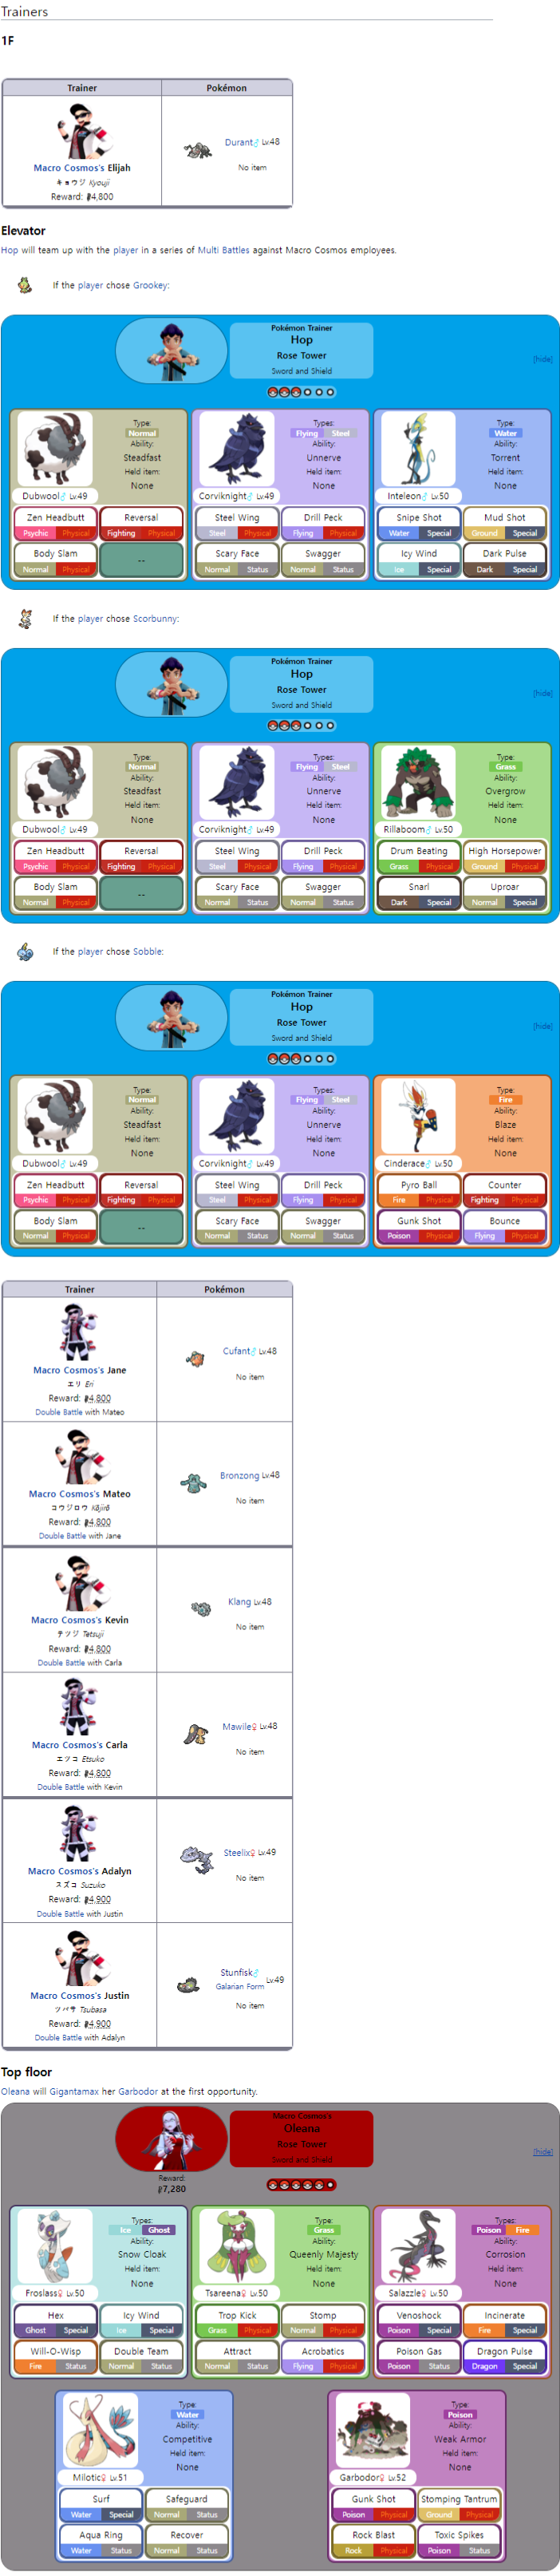 Trainers
1F
Trainer Pokémon
Macro Cosmos's Elijah
キョウジ Kyouji
Reward: 4,800
Durant♂ Lv.48
No item
Elevator
Hop will team up with the player in a series of Multi Battles against Macro Cosmos employees.
If the player chose Grookey:
Pokémon Trainer
Hop
Rose Tower
Sword and Shield
[hide]
Type:
Normal
Ability:
Steadfast
Held item:
None
Dubwool♂ Lv.49
Zen Headbutt Reversal
Psychic Physical Fighting Physical
Body Slam --
Normal Physical
Types:
Flying Steel
Ability:
Unnerve
Held item:
None
Corviknight♂ Lv.49
Steel Wing Drill Peck
Steel Physical Flying Physical
Scary Face Swagger
Normal Status Normal Status
Type:
Water
Ability:
Torrent
Held item:
None
Inteleon♂ Lv.50
Snipe Shot Mud Shot
Water Special Ground Special
Icy Wind Dark Pulse
Ice Special Dark Special
If the player chose Scorbunny:
Pokémon Trainer
Hop
Rose Tower
Sword and Shield
[hide]
Type:
Normal
Ability:
Steadfast
Held item:
None
Dubwool♂ Lv.49
Zen Headbutt Reversal
Psychic Physical Fighting Physical
Body Slam --
Normal Physical
Types:
Flying Steel
Ability:
Unnerve
Held item:
None
Corviknight♂ Lv.49
Steel Wing Drill Peck
Steel Physical Flying Physical
Scary Face Swagger
Normal Status Normal Status
Type:
Grass
Ability:
Overgrow
Held item:
None
Rillaboom♂ Lv.50
Drum Beating High Horsepower
Grass Physical Ground Physical
Snarl Uproar
Dark Special Normal Special
If the player chose Sobble:
Pokémon Trainer
Hop
Rose Tower
Sword and Shield
[hide]
Type:
Normal
Ability:
Steadfast
Held item:
None
Dubwool♂ Lv.49
Zen Headbutt Reversal
Psychic Physical Fighting Physical
Body Slam --
Normal Physical
Types:
Flying Steel
Ability:
Unnerve
Held item:
None
Corviknight♂ Lv.49
Steel Wing Drill Peck
Steel Physical Flying Physical
Scary Face Swagger
Normal Status Normal Status
Type:
Fire
Ability:
Blaze
Held item:
None
Cinderace♂ Lv.50
Pyro Ball Counter
Fire Physical Fighting Physical
Gunk Shot Bounce
Poison Physical Flying Physical
Trainer Pokémon
Macro Cosmos's Jane
エリ Eri
Reward: 4,800
Double Battle with Mateo
Cufant♂ Lv.48
No item
Macro Cosmos's Mateo
コウジロウ Kōjirō
Reward: 4,800
Double Battle with Jane
Bronzong Lv.48
No item
Macro Cosmos's Kevin
テツジ Tetsuji
Reward: 4,800
Double Battle with Carla
Klang Lv.48
No item
Macro Cosmos's Carla
エツコ Etsuko
Reward: 4,800
Double Battle with Kevin
Mawile♀ Lv.48
No item
Macro Cosmos's Adalyn
スズコ Suzuko
Reward: 4,900
Double Battle with Justin
Steelix♀ Lv.49
No item
Macro Cosmos's Justin
ツバサ Tsubasa
Reward: 4,900
Double Battle with Adalyn
Stunfisk♂ Lv.49
Galarian Form
No item
Top floor
Oleana will Gigantamax her Garbodor at the first opportunity.
Macro Cosmos's
Oleana
Rose Tower
Sword and Shield
[hide]
Reward:
7,280
Types:
Ice Ghost
Ability:
Snow Cloak
Held item:
None
Froslass♀ Lv.50
Hex Icy Wind
Ghost Special Ice Special
Will-O-Wisp Double Team
Fire Status Normal Status
Type:
Grass
Ability:
Queenly Majesty
Held item:
None
Tsareena♀ Lv.50
Trop Kick Stomp
Grass Physical Normal Physical
Attract Acrobatics
Normal Status Flying Physical
Types:
Poison Fire
Ability:
Corrosion
Held item:
None
Salazzle♀ Lv.50
Venoshock Incinerate
Poison Special Fire Special
Poison Gas Dragon Pulse
Poison Status Dragon Special
Type:
Water
Ability:
Competitive
Held item:
None
Milotic♀ Lv.51
Surf Safeguard
Water Special Normal Status
Aqua Ring Recover
Water Status Normal Status
Type:
Poison
Ability:
Weak Armor
Held item:
None
Garbodor♀ Lv.52
Gunk Shot Stomping Tantrum
Poison Physical Ground Physical
Rock Blast Toxic Spikes
Rock Physical Poison Status